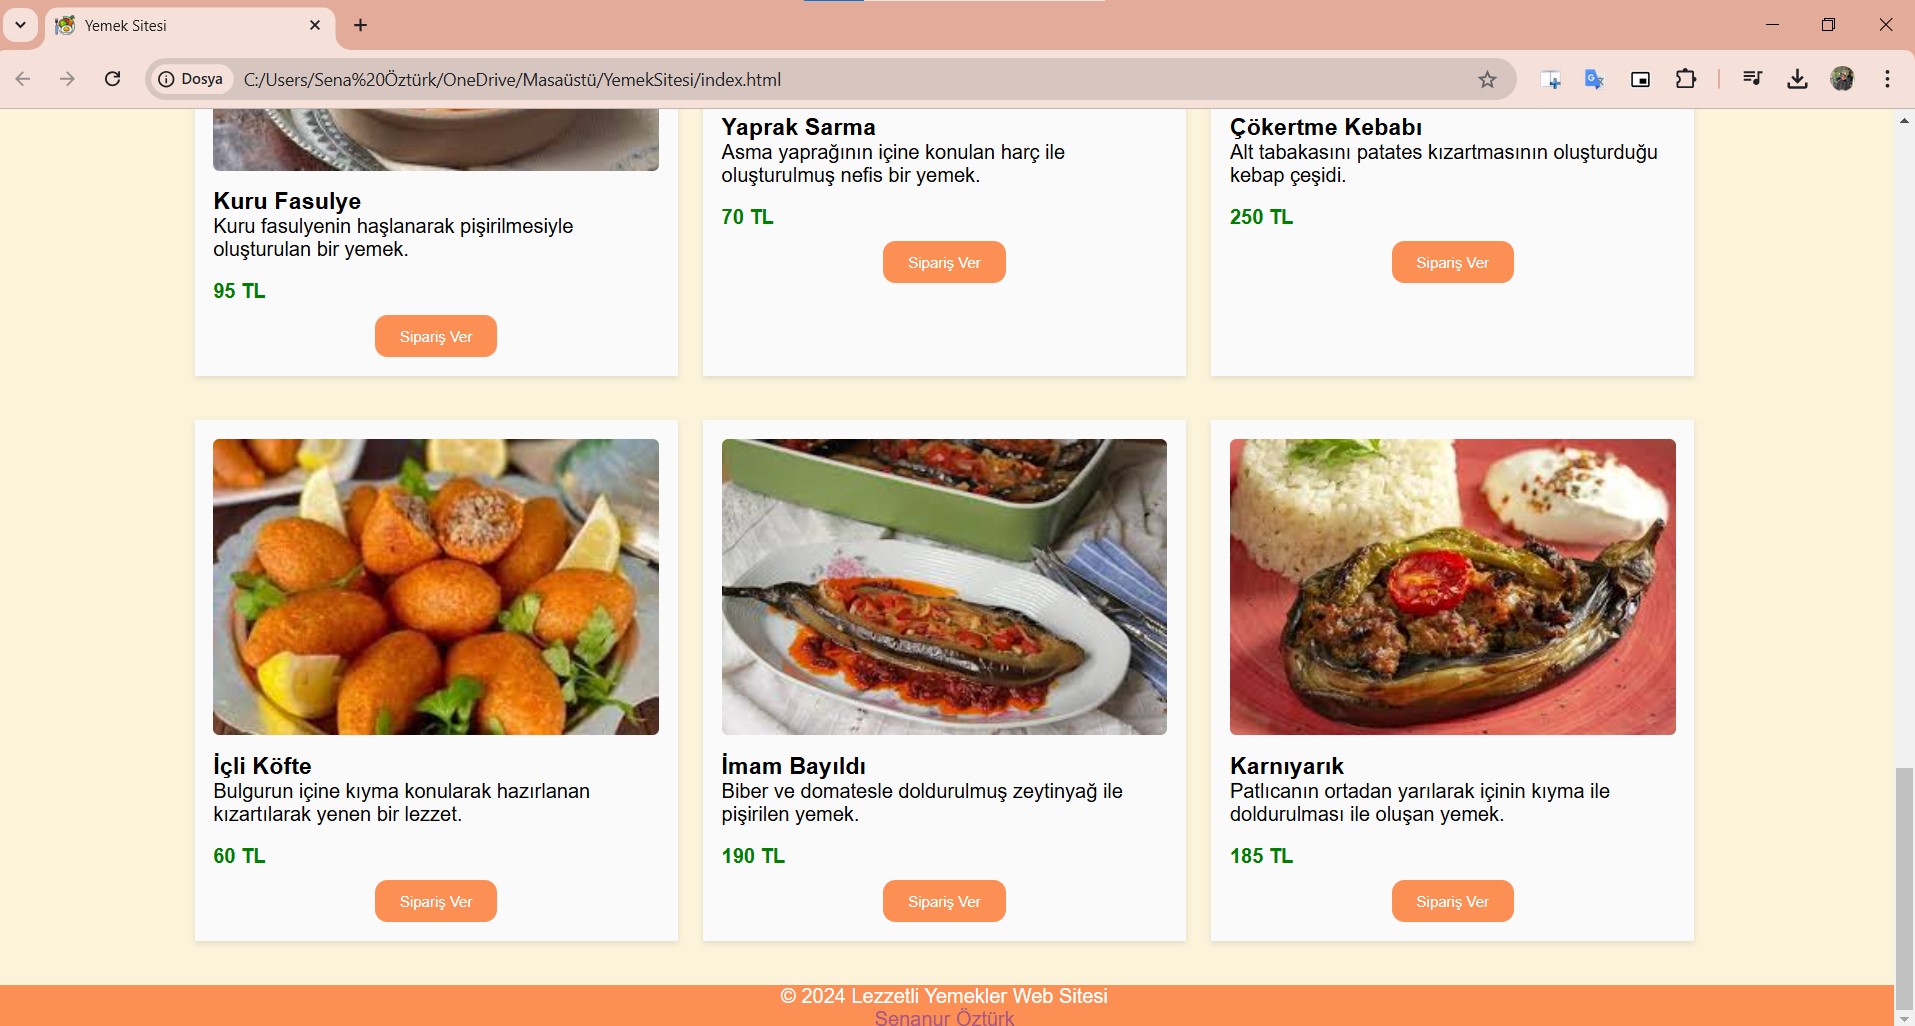 Yemek Sitesi
Dosya
C:/Users/Sena%20Öztürk/OneDrive/Masaüstü/YemekSitesi/index.html
Kuru Fasulye
Kuru fasulyenin haşlanarak pişirilmesiyle
oluşturulan bir yemek.
95 TL
Sipariş Ver
Yaprak Sarma
Asma yaprağının içine konulan harç ile
oluşturulmuş nefis bir yemek.
70 TL
Sipariş Ver
Çökertme Kebabı
Alt tabakasını patates kızartmasının oluşturduğu
kebap çeşidi.
250 TL
Sipariş Ver
İçli Köfte
Bulgurun içine kıyma konularak hazırlanan
kızartılarak yenen bir lezzet.
60 TL
Sipariş Ver
İmam Bayıldı
Biber ve domatesle doldurulmuş zeytinyağ ile
pişirilen yemek.
190 TL
Sipariş Ver
Karnıyarık
Patlıcanın ortadan yarılarak içinin kıyma ile
doldurulması ile oluşan yemek.
185 TL
Sipariş Ver
© 2024 Lezzetli Yemekler Web Sitesi
Senanur Öztürk